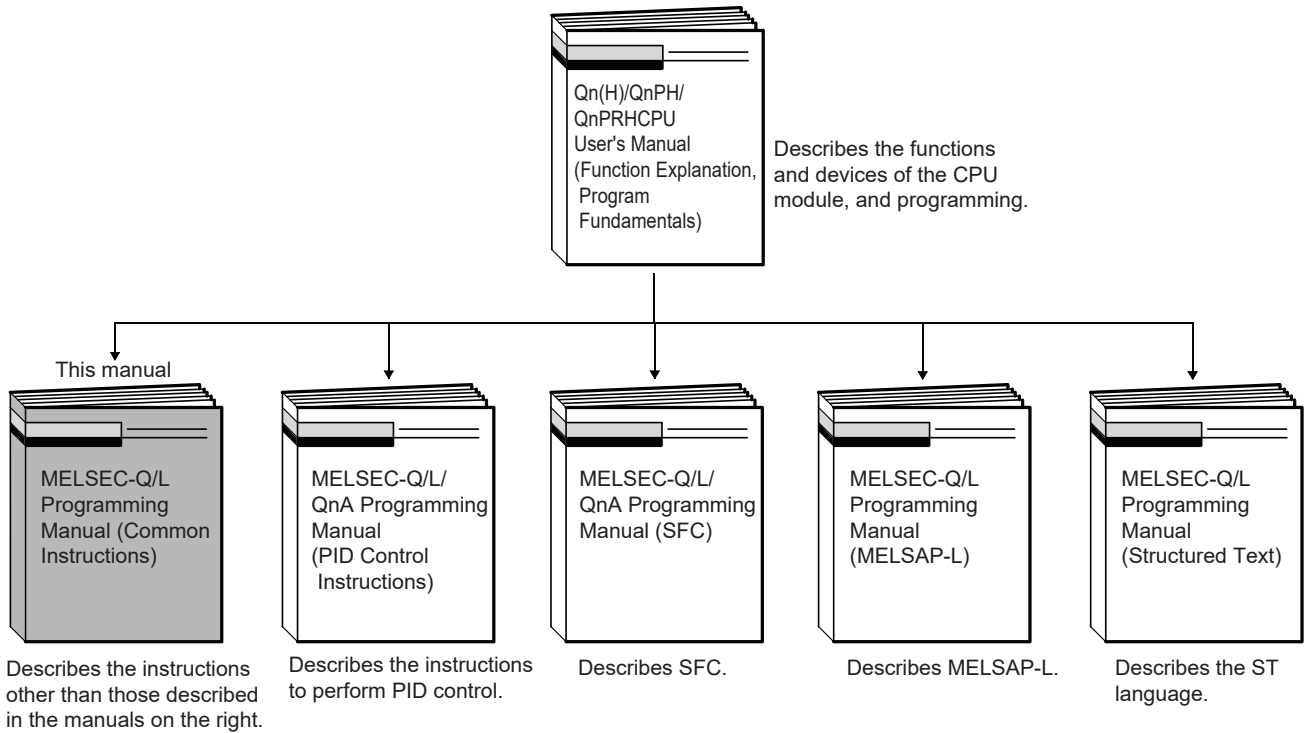 Qn(H)/QnPH/
QnPRHCPU
User's Manual
(Function Explanation,
Program
Fundamentals)
Describes the functions
and devices of the CPU
module, and programming.
This manual
MELSEC-Q/L
Programming
Manual (Common
Instructions)
Describes the instructions
other than those described
in the manuals on the right.
MELSEC-Q/L/
QnA Programming
Manual
(PID Control
Instructions)
Describes the instructions
to perform PID control.
MELSEC-Q/L/
QnA Programming
Manual (SFC)
Describes SFC.
MELSEC-Q/L
Programming
Manual
(MELSAP-L)
Describes MELSAP-L.
MELSEC-Q/L
Programming
Manual
(Structured Text)
Describes the ST
language.